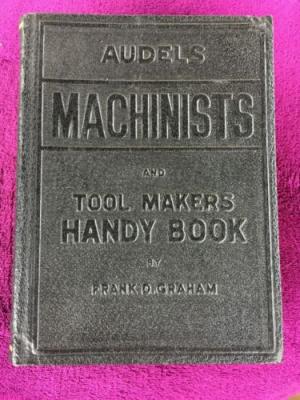 AUDELS
MACHINISTS
AND
TOOL MAKERS
HANDY BOOK
BY
FRANK D. GRAHAM